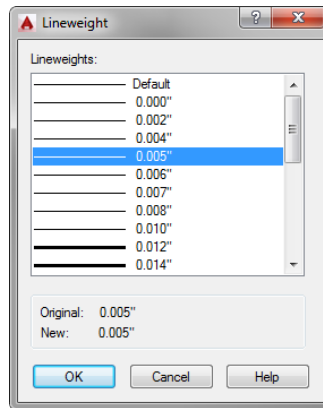 Lineweight
Lineweights:
Default
0.000"
0.002"
0.004"
0.005"
0.006"
0.007"
0.008"
0.010"
0.012"
0.014"
Original: 0.005"
New: 0.005"
OK Cancel Help